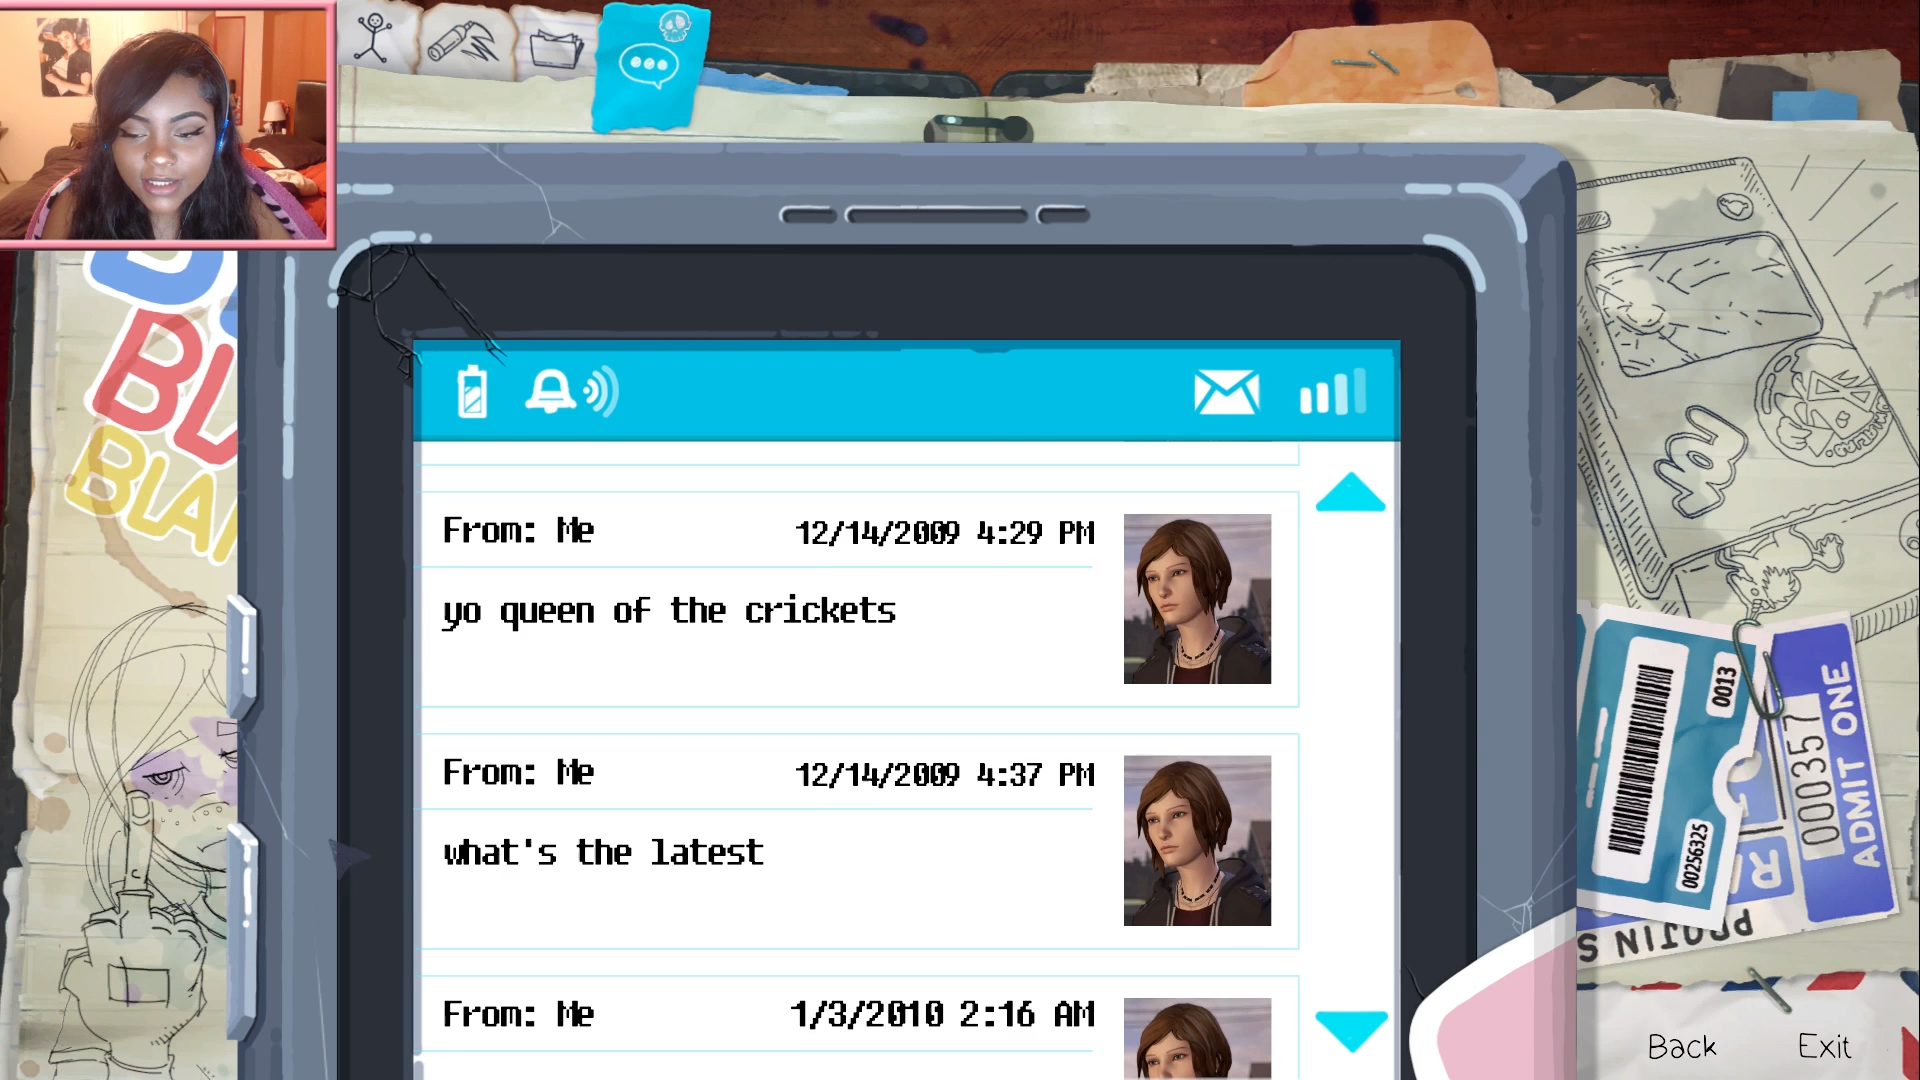 From: Me 12/14/2009 4:29 PM
yo queen of the crickets
From: Me 12/14/2009 4:37 PM
what's the latest
From: Me 1/3/2010 2:16 AM
BL
BLA
0013
00256325
000357
ADMIT ONE
Back Exit